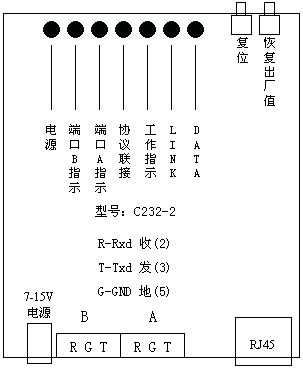 复位
恢复出厂值
电源
端口B指示
端口A指示
协议联接
工作指示
LINK
DATA
型号：C232-2
R-Rxd 收(2)
T-Txd 发(3)
G-GND 地(5)
7-15V
电源
B
A
R G T
R G T
RJ45